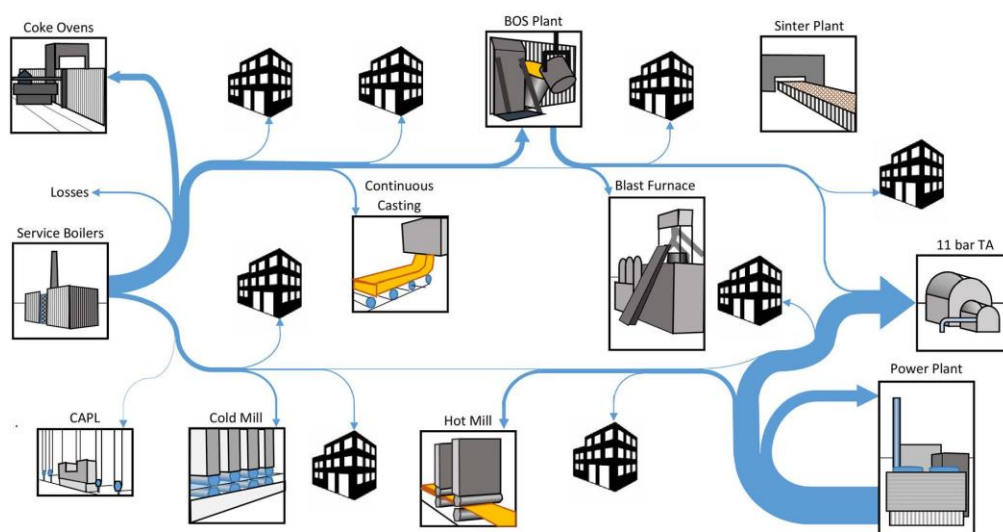 Coke Ovens
BOS Plant
Sinter Plant
Losses
Continuous
Casting
Blast Furnace
Service Boilers
11 bar TA
Power Plant
CAPL
Cold Mill
Hot Mill